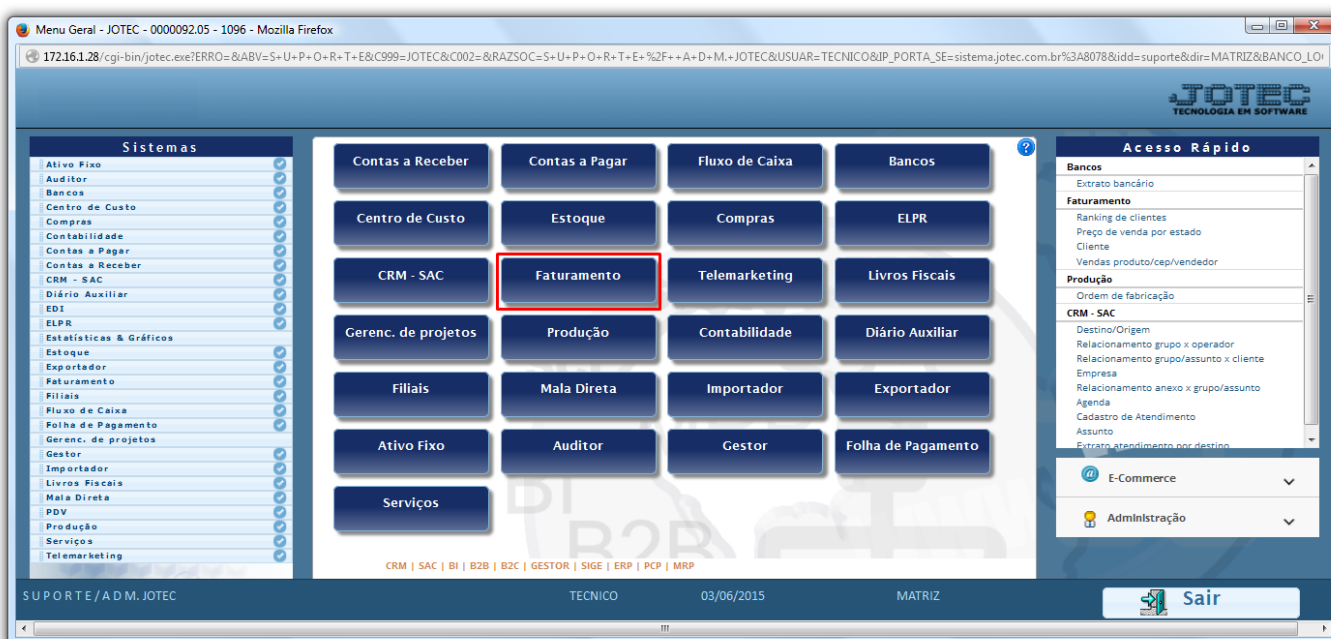 Menu Geral - JOTEC - 0000092.05 - 1096 - Mozilla Firefox
172.16.1.28/cgi-bin/jotec.exe?ERRO=&ABV=S+U+P+O+R+T+E&C999=JOTEC&C002=&RAZSOC=S+U+P+O+R+T+E+%2F++A+D+M.+JOTEC&USUAR=TECNICO&IP_PORTA_SE=sistema.jotec.com.br%3A8078&idd=suporte&dir=MATRIZ&BANCO_LO
JOTEC
TECNOLOGIA EM SOFTWARE
Sistemas
Ativo Fixo
Auditor
Bancos
Centro de Custo
Compras
Contabilidade
Contas a Pagar
Contas a Receber
CRM - SAC
Diário Auxiliar
EDI
ELPR
Estatísticas & Gráficos
Estoque
Exportador
Faturamento
Filiais
Fluxo de Caixa
Folha de Pagamento
Gerenc. de projetos
Gestor
Importador
Livros Fiscais
Mala Direta
PDV
Produção
Serviços
Telemarketing
Contas a Receber Contas a Pagar Fluxo de Caixa Bancos
Centro de Custo Estoque Compras ELPR
CRM - SAC Faturamento Telemarketing Livros Fiscais
Gerenc. de projetos Produção Contabilidade Diário Auxiliar
Filiais Mala Direta Importador Exportador
Ativo Fixo Auditor Gestor Folha de Pagamento
Serviços
BI
B2B
CRM | SAC | BI | B2B | B2C | GESTOR | SIGE | ERP | PCP | MRP
Acesso Rápido
Bancos
Extrato bancário
Faturamento
Ranking de clientes
Preço de venda por estado
Cliente
Vendas produto/cep/vendedor
Produção
Ordem de fabricação
CRM - SAC
Destino/Origem
Relacionamento grupo x operador
Relacionamento grupo/assunto x cliente
Empresa
Relacionamento anexo x grupo/assunto
Agenda
Cadastro de Atendimento
Assunto
Extrato atendimento por destino
E-Commerce
Administração
S U P O R T E / A D M. JOTEC TECNICO 03/06/2015 MATRIZ Sair